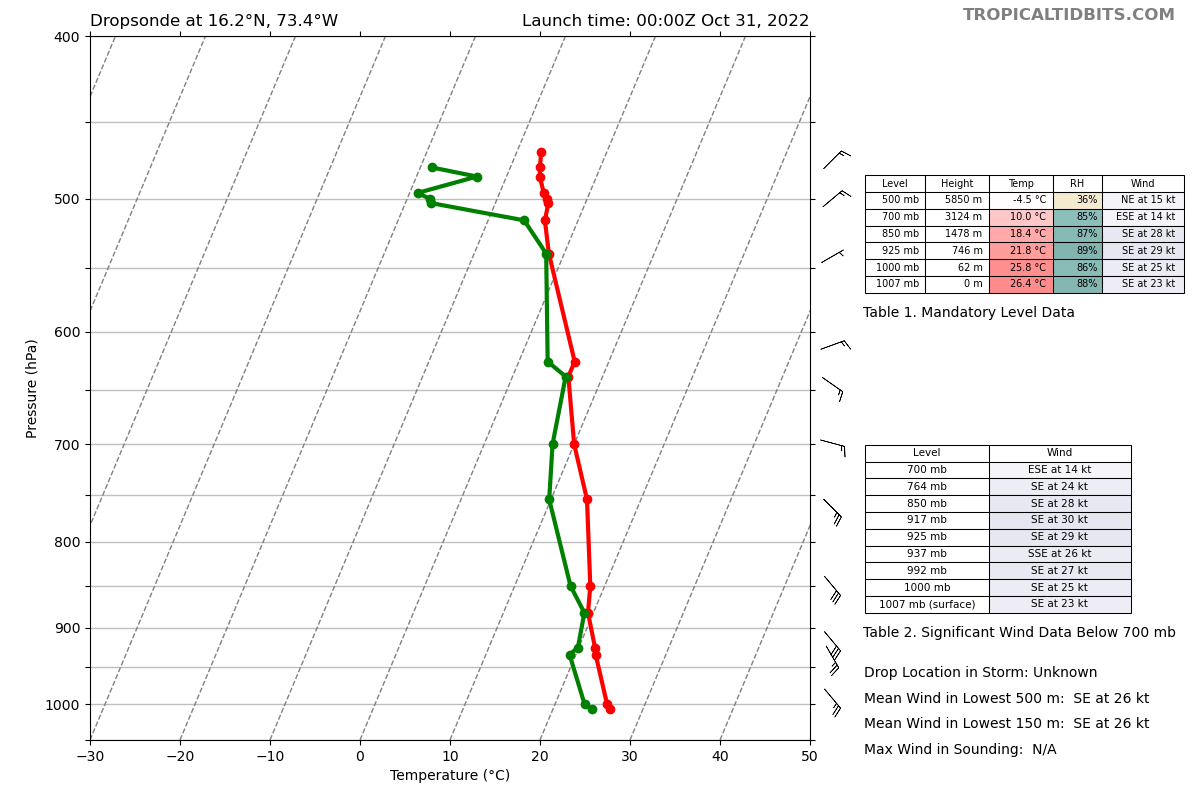 Dropsonde at 16.2°N, 73.4°W
Launch time: 00:00Z Oct 31, 2022
TROPICALTIDBITS.COM
400
500
600
700
800
900
1000
Pressure (hPa)
−30 −20 −10 0 10 20 30 40 50
Temperature (°C)
Level Height Temp RH Wind
500 mb 5850 m -4.5 °C 36% NE at 15 kt
700 mb 3124 m 10.0 °C 85% ESE at 14 kt
850 mb 1478 m 18.4 °C 87% SE at 28 kt
925 mb 746 m 21.8 °C 89% SE at 29 kt
1000 mb 62 m 25.8 °C 86% SE at 25 kt
1007 mb 0 m 26.4 °C 88% SE at 23 kt
Table 1. Mandatory Level Data
Level Wind
700 mb ESE at 14 kt
764 mb SE at 24 kt
850 mb SE at 28 kt
917 mb SE at 30 kt
925 mb SE at 29 kt
937 mb SSE at 26 kt
992 mb SE at 27 kt
1000 mb SE at 25 kt
1007 mb (surface) SE at 23 kt
Table 2. Significant Wind Data Below 700 mb
Drop Location in Storm: Unknown
Mean Wind in Lowest 500 m:  SE at 26 kt
Mean Wind in Lowest 150 m:  SE at 26 kt
Max Wind in Sounding:  N/A